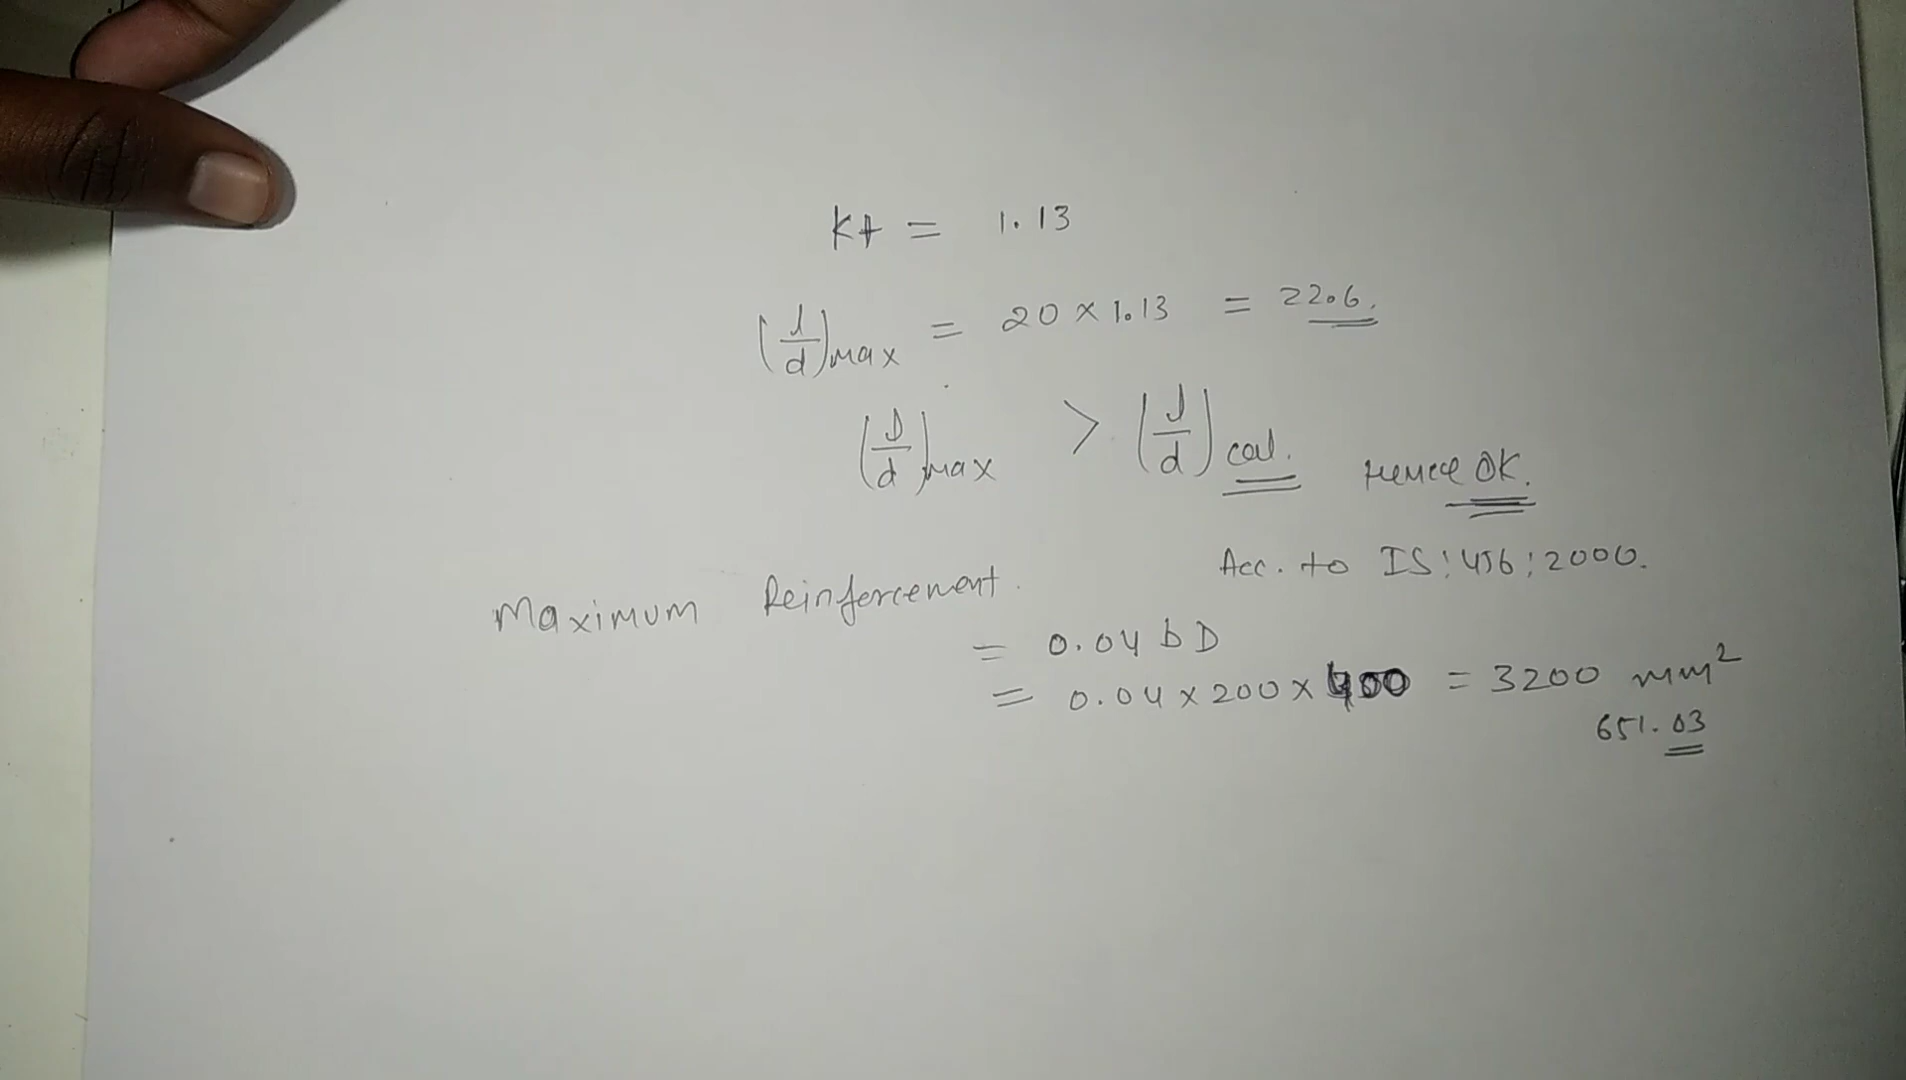 kt = 1.13
(l/d)max = 20 × 1.13 = 22.6.
(l/d)max > (l/d)cal. Hence OK.
Maximum Reinforcement. Acc. to IS:456:2000.
= 0.04 b D
= 0.04 × 200 × 400 = 3200 mm²
651.03